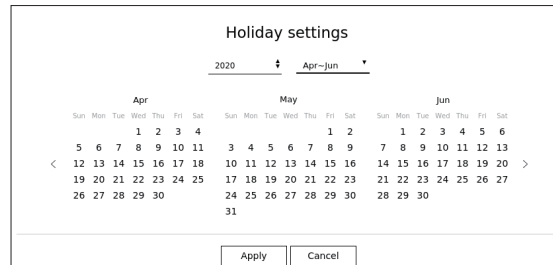 Holiday settings
2020 Apr~Jun
Apr May Jun
Sun Mon Tue Wed Thu Fri Sat Sun Mon Tue Wed Thu Fri Sat Sun Mon Tue Wed Thu Fri Sat
1 2 3 4 1 2 1 2 3 4 5 6
5 6 7 8 9 10 11 3 4 5 6 7 8 9 7 8 9 10 11 12 13
12 13 14 15 16 17 18 10 11 12 13 14 15 16 14 15 16 17 18 19 20
19 20 21 22 23 24 25 17 18 19 20 21 22 23 21 22 23 24 25 26 27
26 27 28 29 30 24 25 26 27 28 29 30 28 29 30
31
Apply Cancel